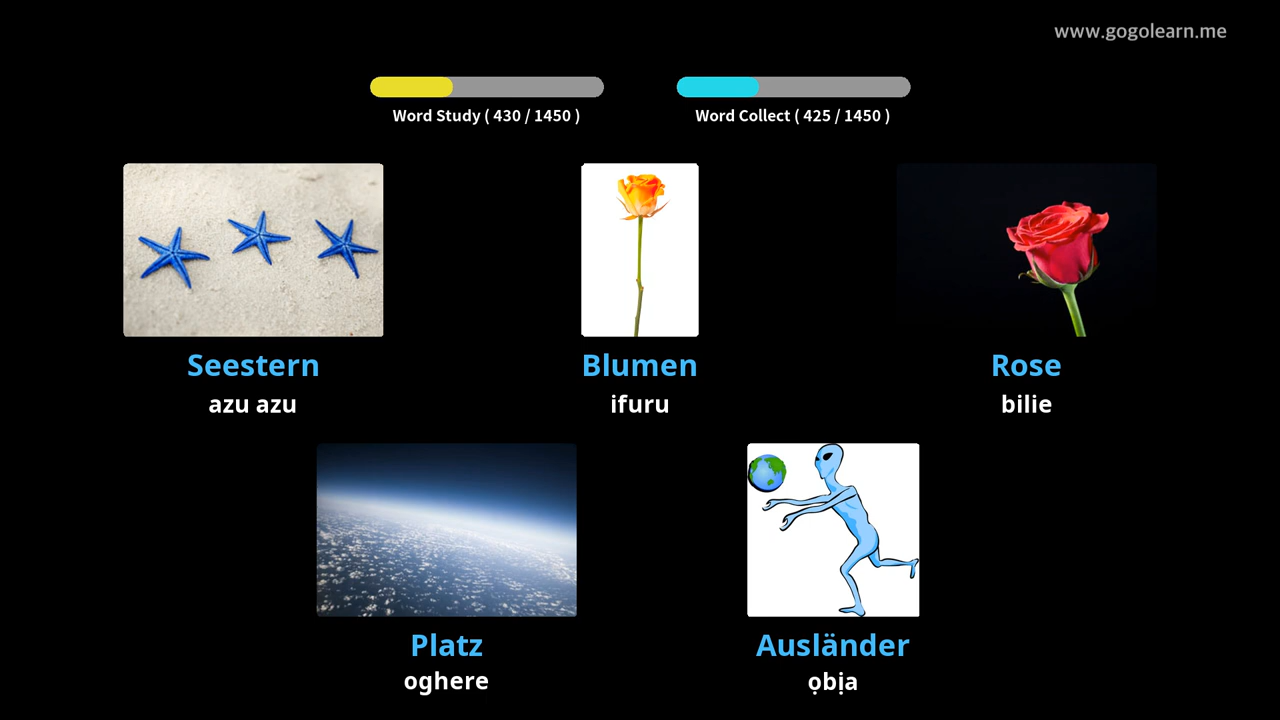 www.gogolearn.me
Word Study ( 430 / 1450 )
Word Collect ( 425 / 1450 )
Seestern
azu azu
Blumen
ifuru
Rose
bilie
Platz
oghere
Ausländer
ọbịa